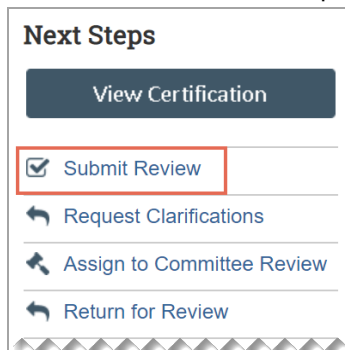 Next Steps
View Certification
Submit Review
Request Clarifications
Assign to Committee Review
Return for Review